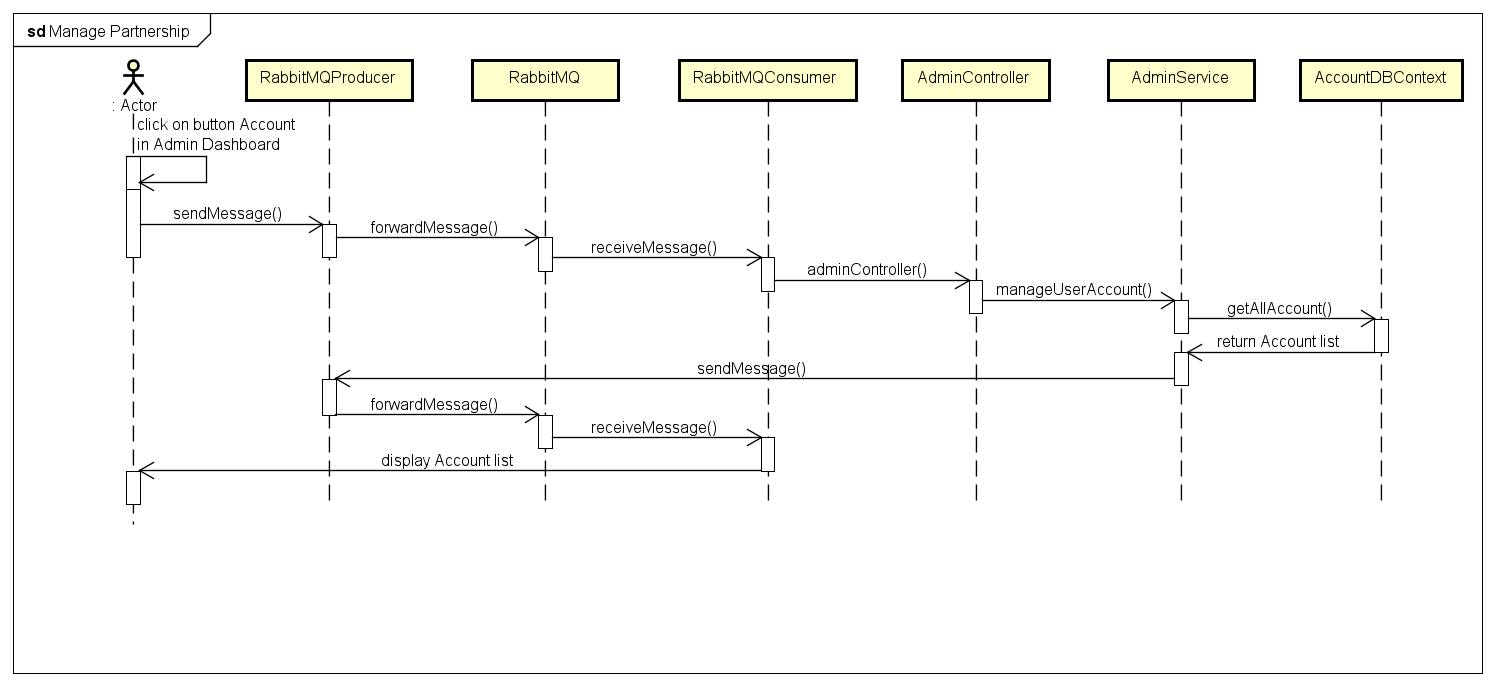 sd Manage Partnership
: Actor
RabbitMQProducer
RabbitMQ
RabbitMQConsumer
AdminController
AdminService
AccountDBContext
click on button Account
in Admin Dashboard
sendMessage()
forwardMessage()
receiveMessage()
adminController()
manageUserAccount()
getAllAccount()
return Account list
sendMessage()
forwardMessage()
receiveMessage()
display Account list